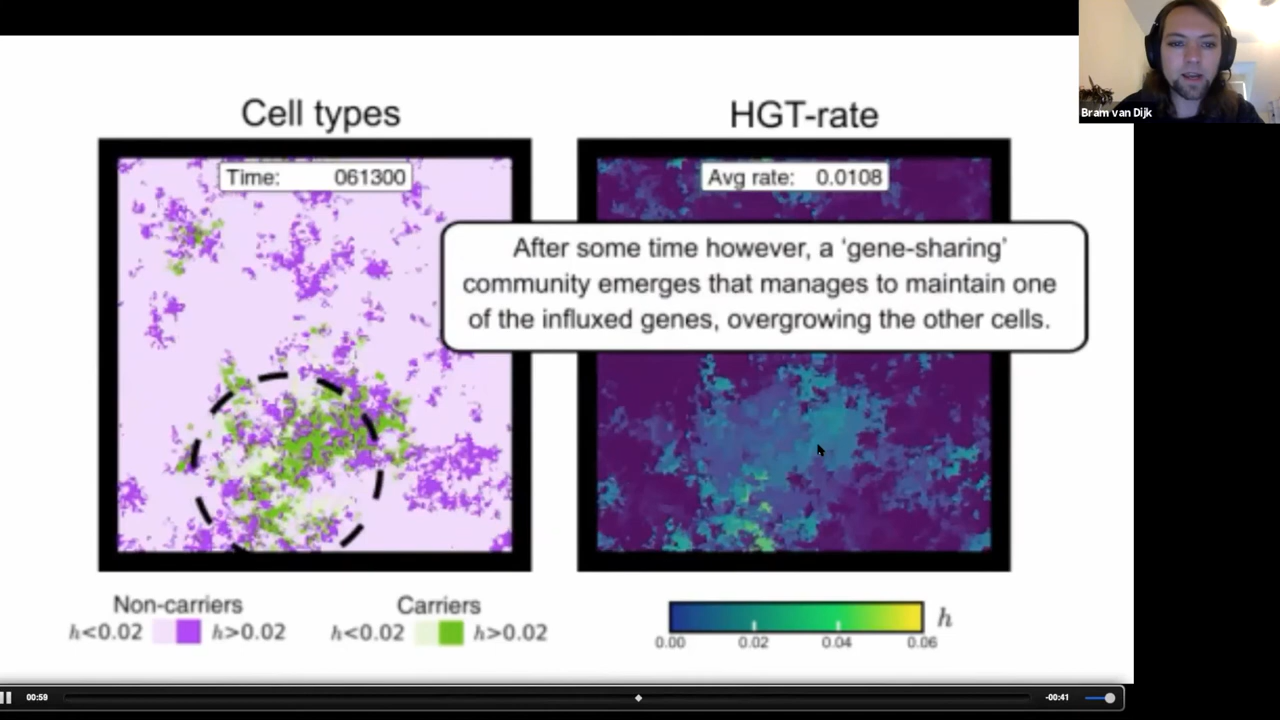 Bram van Dijk
Cell types
HGT-rate
Time: 061300
Avg rate: 0.0108
After some time however, a ‘gene-sharing’
community emerges that manages to maintain one
of the influxed genes, overgrowing the other cells.
Non-carriers
h<0.02 h>0.02
Carriers
h<0.02 h>0.02
h
0.00 0.02 0.04 0.06
00:59
-00:41